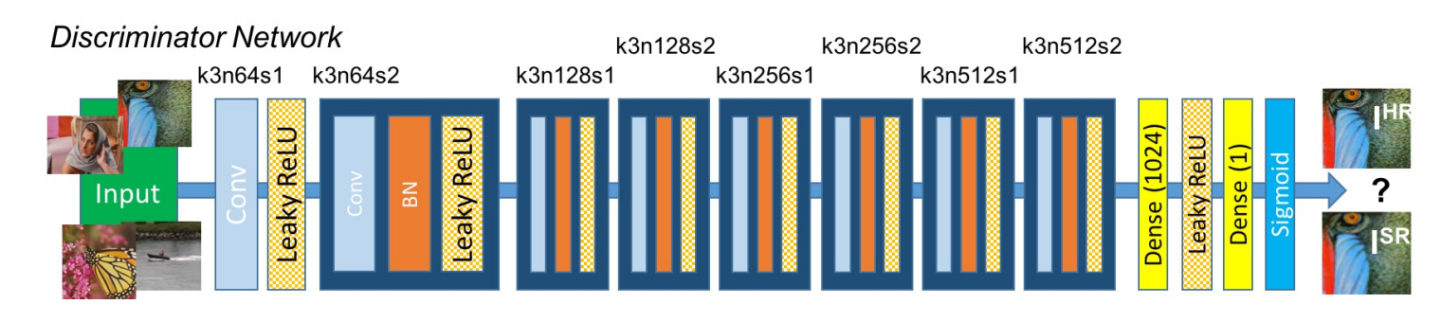 Discriminator Network
k3n64s1
k3n64s2
k3n128s1
k3n128s2
k3n256s1
k3n256s2
k3n512s1
k3n512s2
Input
Conv
Leaky ReLU
Conv
BN
Leaky ReLU
Dense (1024)
Leaky ReLU
Dense (1)
Sigmoid
I^HR
?
I^SR